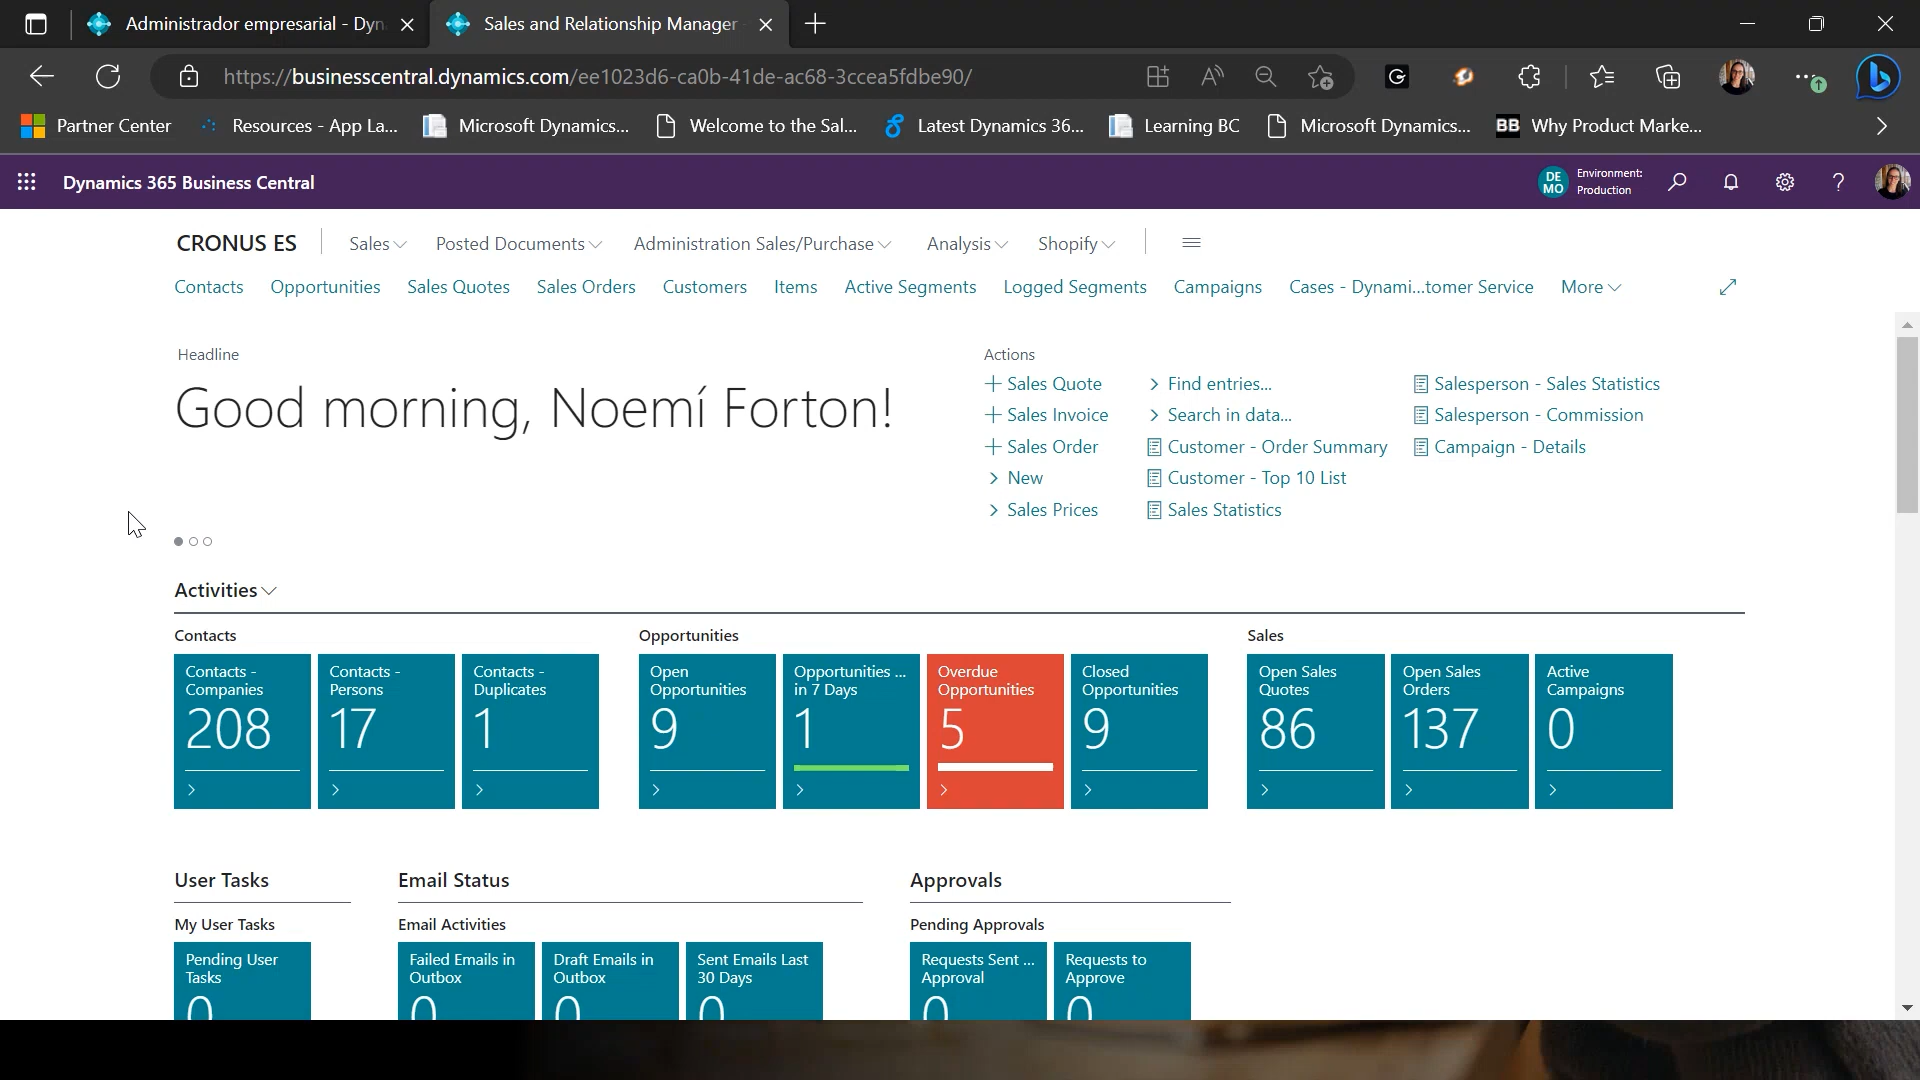 Administrador empresarial - Dyn
Sales and Relationship Manager
https://businesscentral.dynamics.com/ee1023d6-ca0b-41de-ac68-3ccea5fdbe90/
Partner Center
Resources - App La...
Microsoft Dynamics...
Welcome to the Sal...
Latest Dynamics 36...
Learning BC
Microsoft Dynamics...
BB Why Product Marke...
Dynamics 365 Business Central
DE
MO
Environment:
Production
CRONUS ES
Sales
Posted Documents
Administration Sales/Purchase
Analysis
Shopify
Contacts
Opportunities
Sales Quotes
Sales Orders
Customers
Items
Active Segments
Logged Segments
Campaigns
Cases - Dynami...tomer Service
More
Headline
Good morning, Noemí Forton!
Actions
+ Sales Quote
+ Sales Invoice
+ Sales Order
> New
> Sales Prices
> Find entries...
> Search in data...
Customer - Order Summary
Customer - Top 10 List
Sales Statistics
Salesperson - Sales Statistics
Salesperson - Commission
Campaign - Details
Activities
Contacts
Contacts -
Companies
208
Contacts -
Persons
17
Contacts -
Duplicates
1
Opportunities
Open
Opportunities
9
Opportunities ...
in 7 Days
1
Overdue
Opportunities
5
Closed
Opportunities
9
Sales
Open Sales
Quotes
86
Open Sales
Orders
137
Active
Campaigns
0
User Tasks
My User Tasks
Pending User
Tasks
0
Email Status
Email Activities
Failed Emails in
Outbox
0
Draft Emails in
Outbox
0
Sent Emails Last
30 Days
0
Approvals
Pending Approvals
Requests Sent ...
Approval
0
Requests to
Approve
0